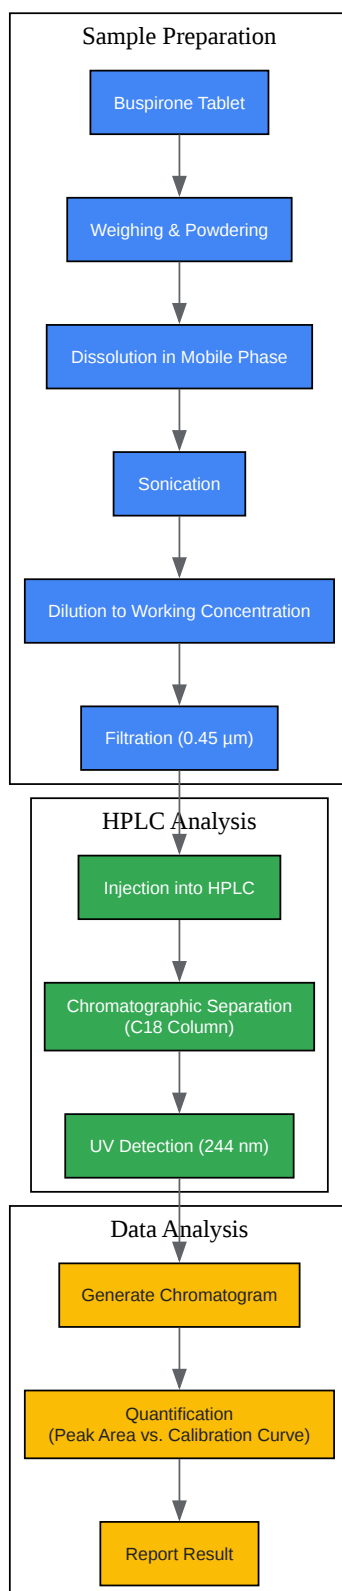 Sample Preparation
Buspirone Tablet
Weighing & Powdering
Dissolution in Mobile Phase
Sonication
Dilution to Working Concentration
Filtration (0.45 µm)
HPLC Analysis
Injection into HPLC
Chromatographic Separation
(C18 Column)
UV Detection (244 nm)
Data Analysis
Generate Chromatogram
Quantification
(Peak Area vs. Calibration Curve)
Report Result